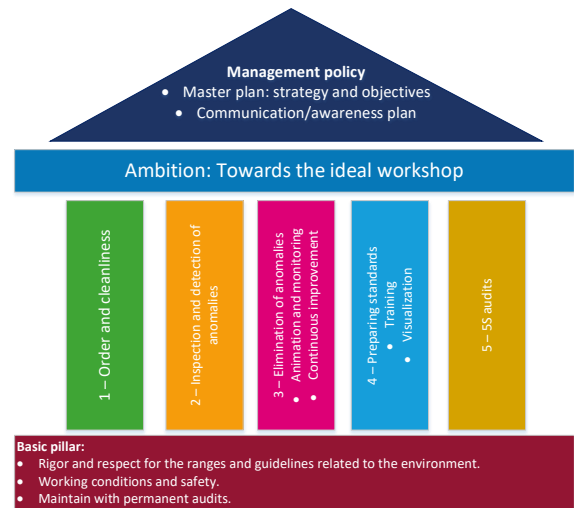 Management policy
• Master plan: strategy and objectives
• Communication/awareness plan
Ambition: Towards the ideal workshop
1 – Order and cleanliness
2 – Inspection and detection of
anomalies
3 – Elimination of anomalies
• Animation and monitoring
• Continuous improvement
4 – Preparing standards
• Training
• Visualization
5 – 5S audits
Basic pillar:
• Rigor and respect for the ranges and guidelines related to the environment.
• Working conditions and safety.
• Maintain with permanent audits.